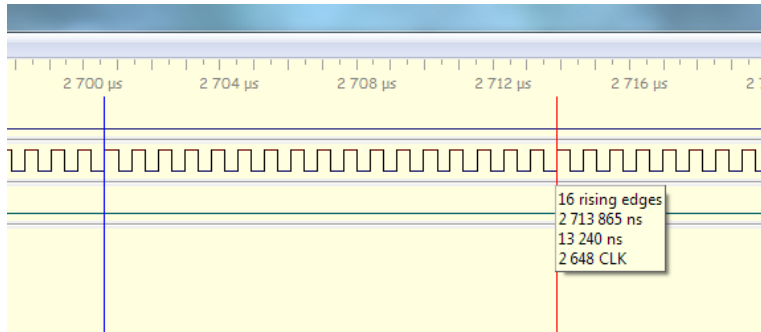 2 700 µs 2 704 µs 2 708 µs 2 712 µs 2 716 µs 2
16 rising edges
2 713 865 ns
13 240 ns
2 648 CLK